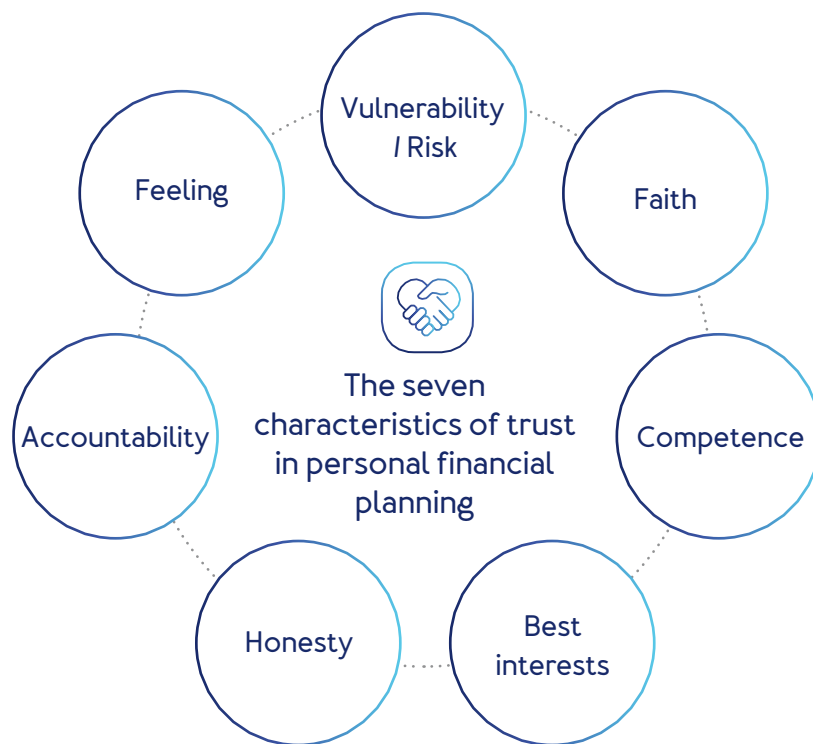 Vulnerability
/ Risk
Faith
Competence
Best
interests
Honesty
Accountability
Feeling
The seven
characteristics of trust
in personal financial
planning